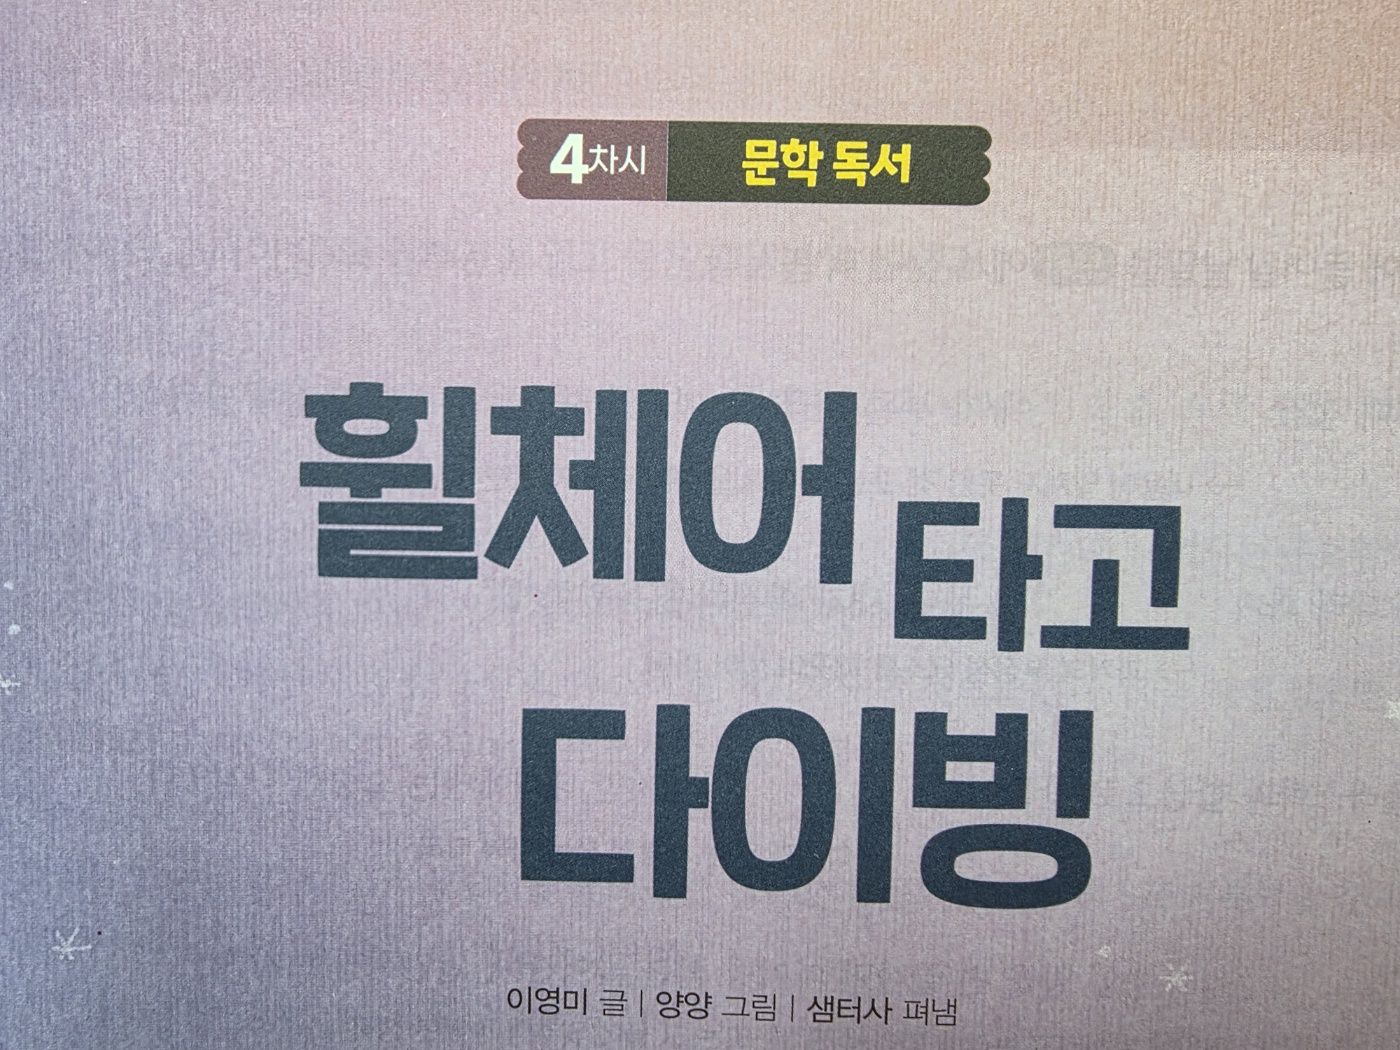 4차시 문학 독서
휠체어 타고
다이빙
이영미 글 | 양양 그림 | 샘터사 펴냄